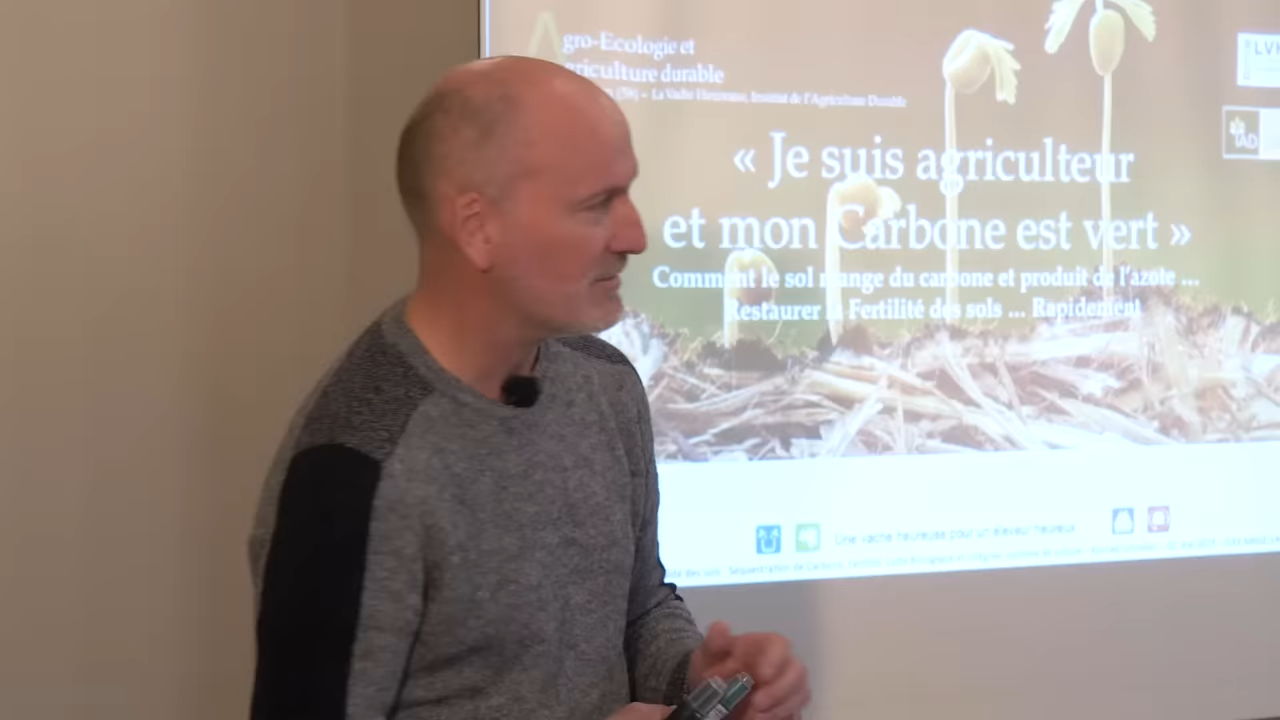 Agro-Ecologie et
griculture durable
La Vache Heureuse, Institut de l'Agriculture Durable
LV
IAD
« Je suis agriculteur
et mon Carbone est vert »
Comment le sol mange du carbone et produit de l'azote ...
Restaurer la Fertilité des sols ... Rapidement
Une vache heureuse pour un éleveur heureux